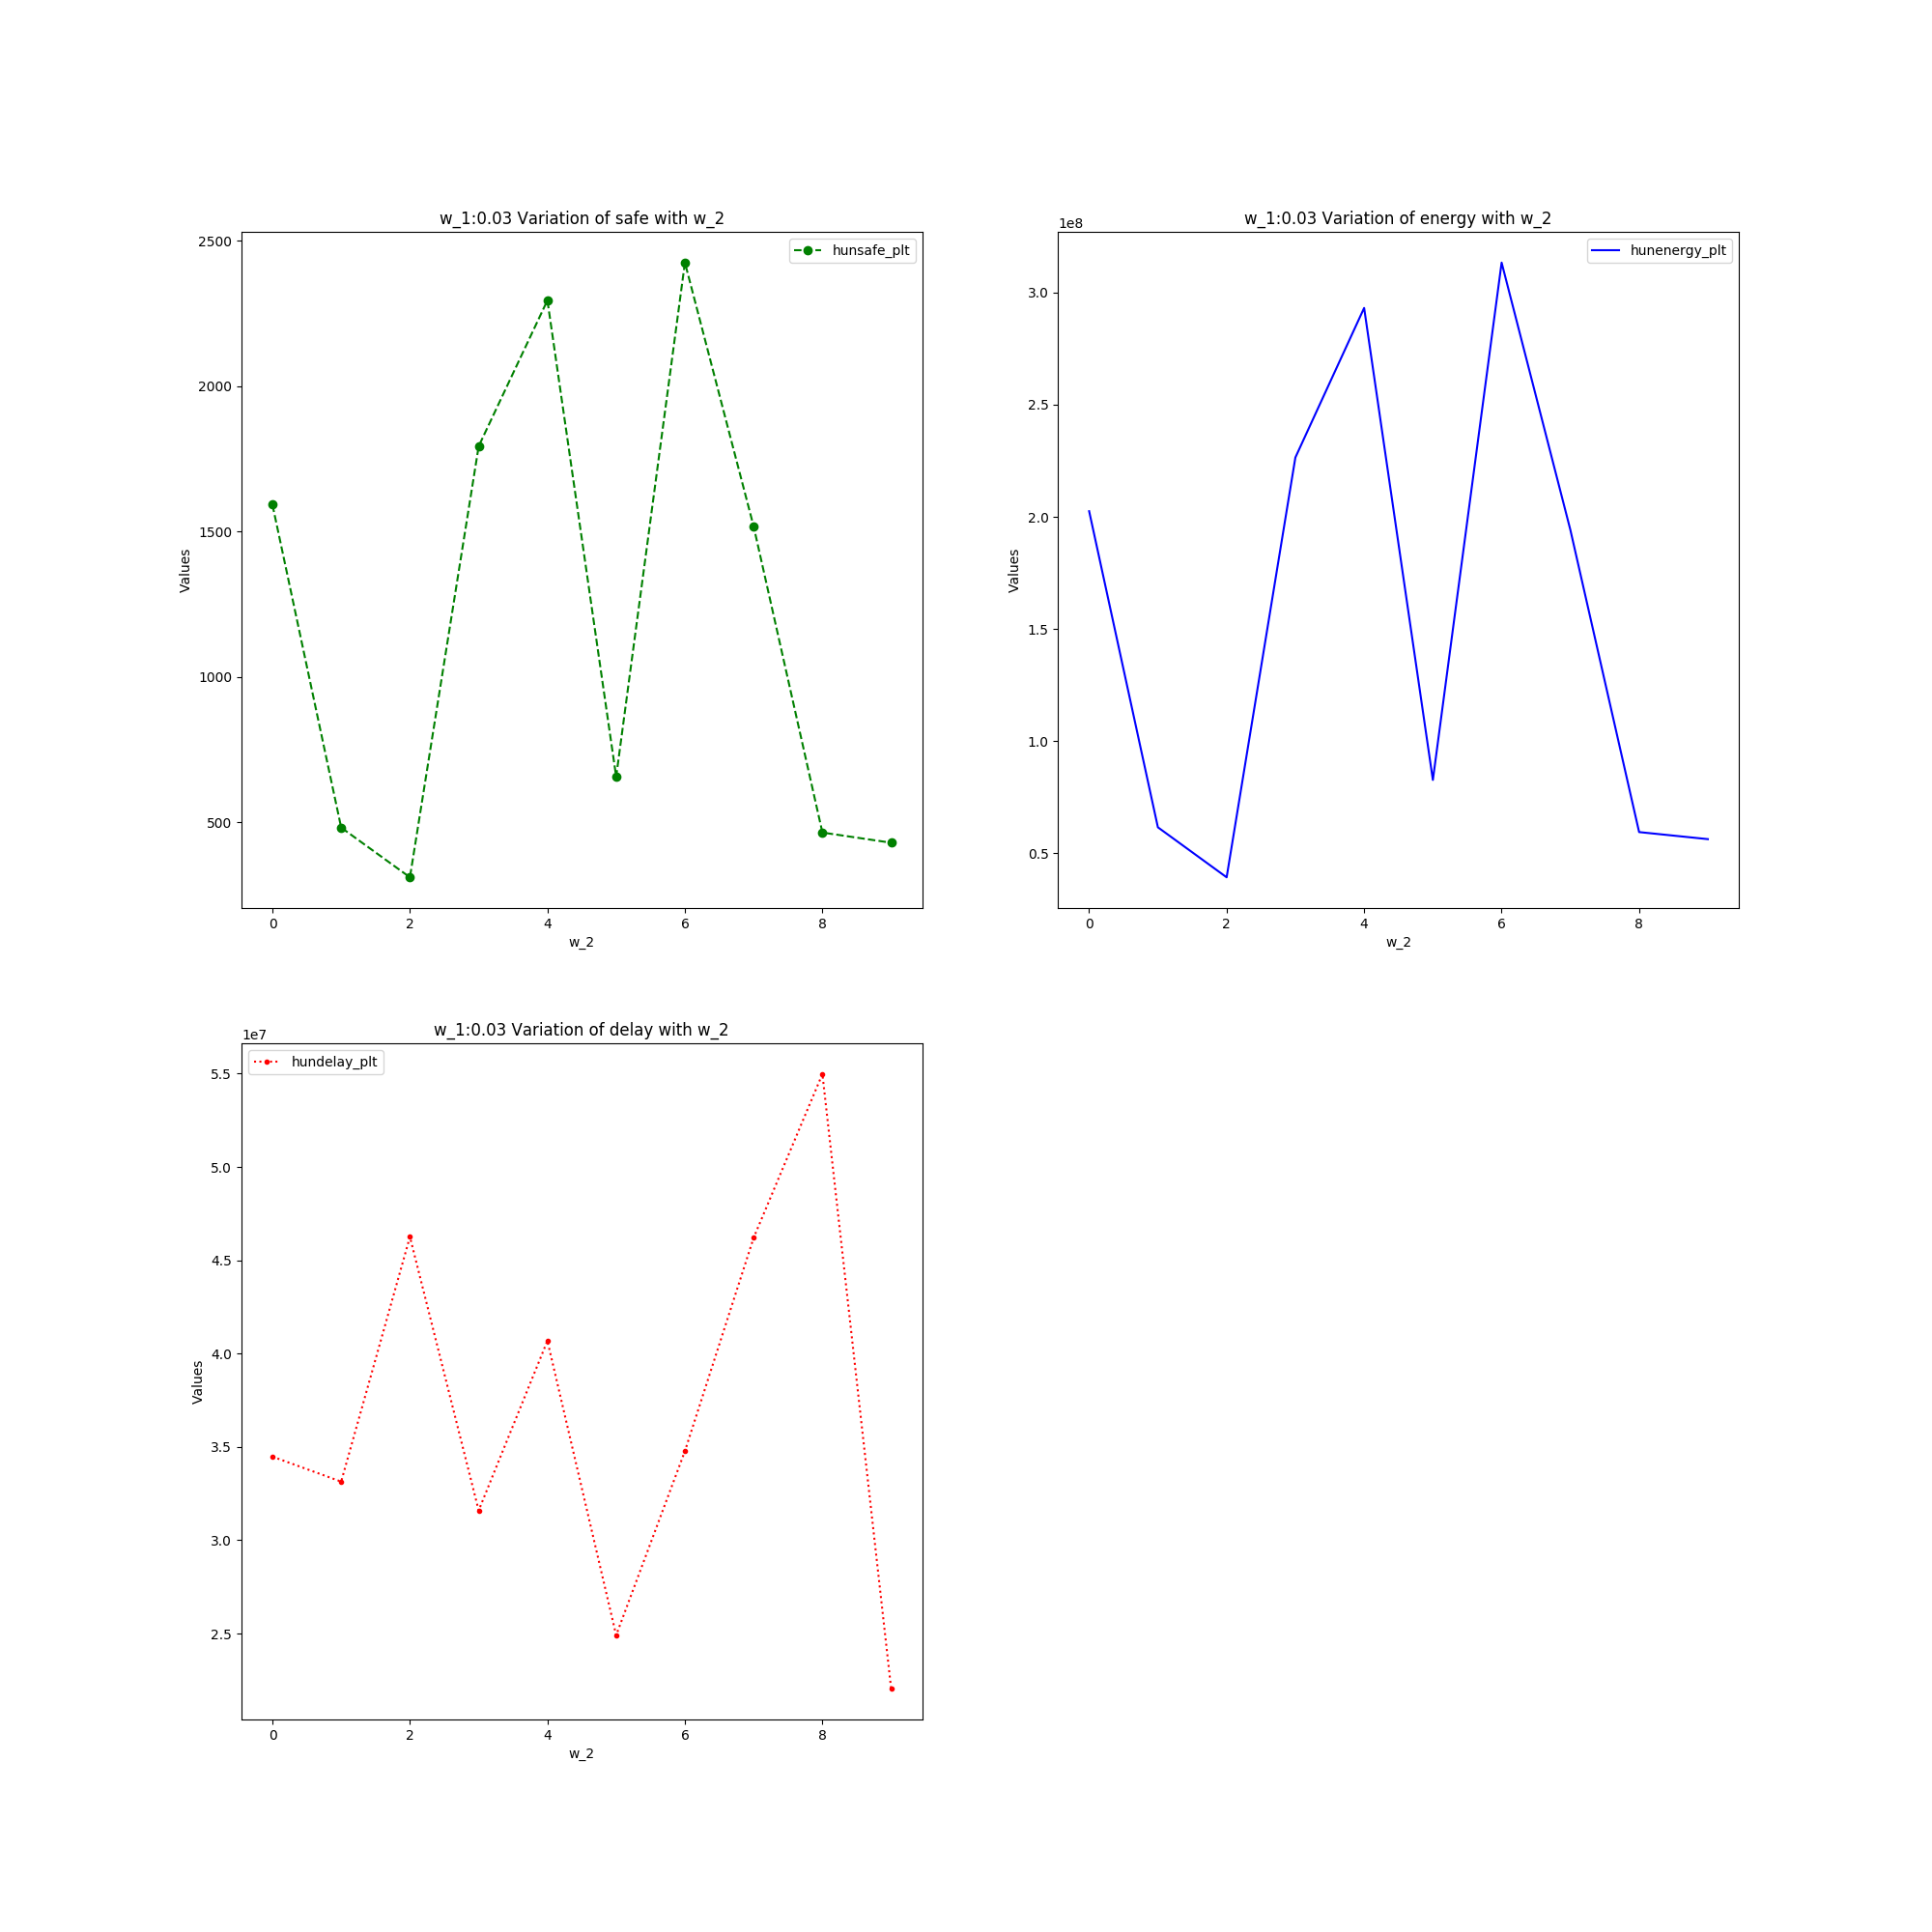 w_1:0.03 Variation of safe with w_2
hunsafe_plt
2500
2000
1500
1000
500
Values
0 2 4 6 8
w_2
w_1:0.03 Variation of energy with w_2
1e8
hunenergy_plt
3.0
2.5
2.0
1.5
1.0
0.5
Values
0 2 4 6 8
w_2
w_1:0.03 Variation of delay with w_2
1e7
hundelay_plt
5.5
5.0
4.5
4.0
3.5
3.0
2.5
Values
0 2 4 6 8
w_2